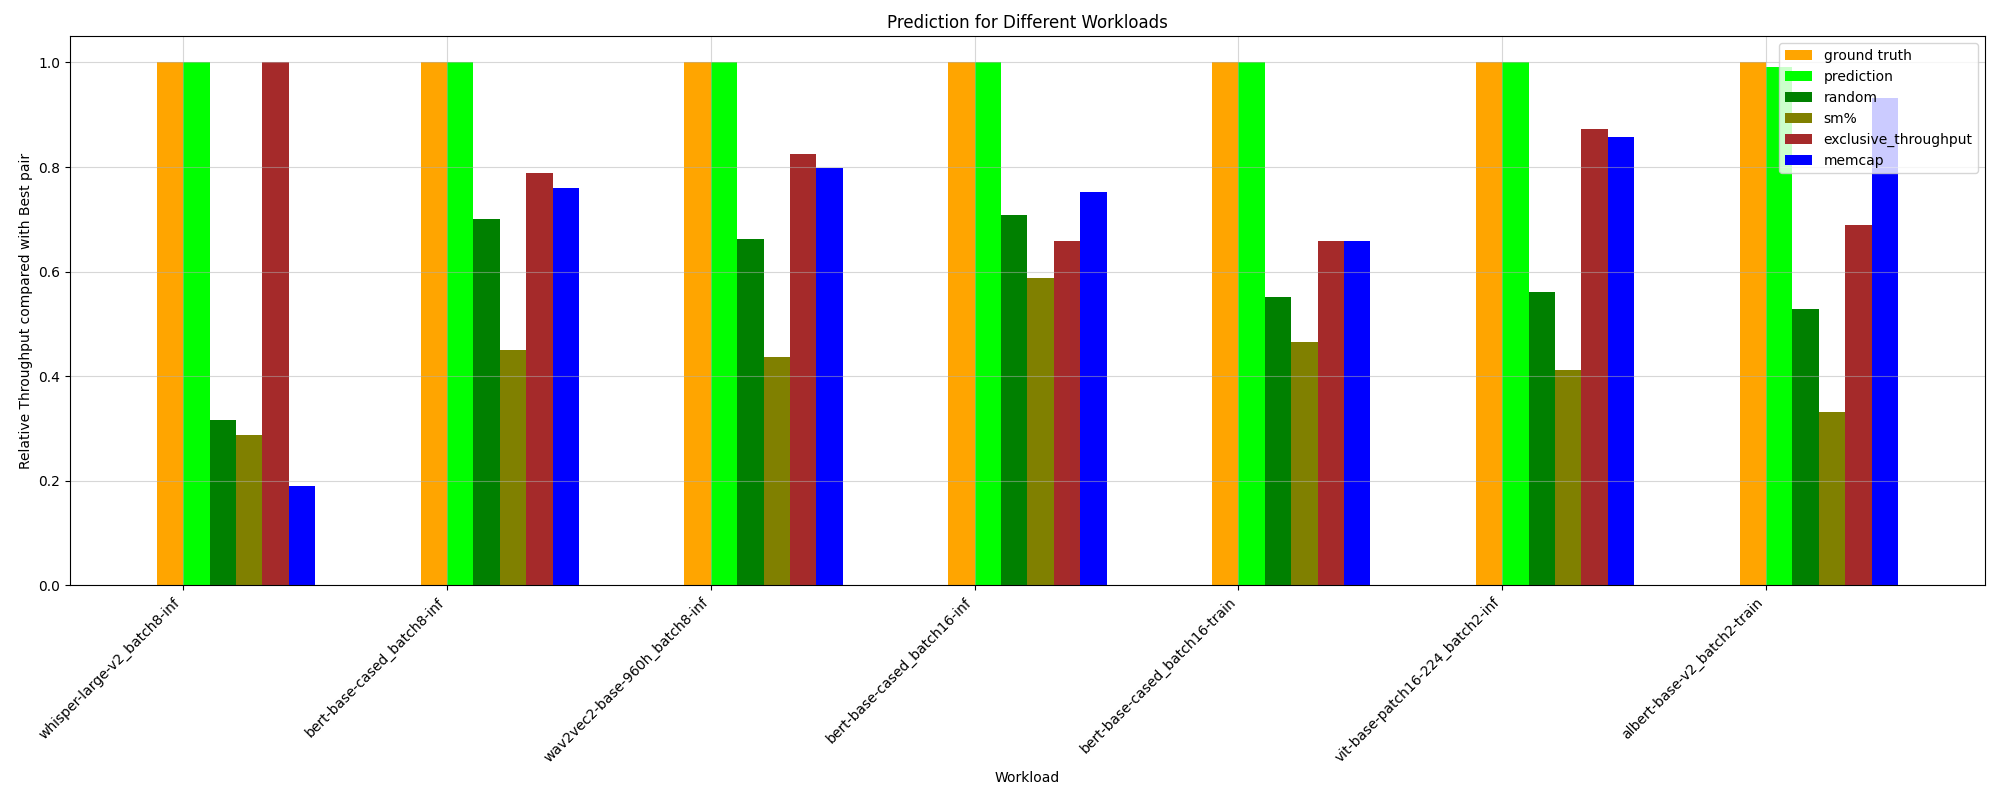 Prediction for Different Workloads
Relative Throughput compared with Best pair
1.0
0.8
0.6
0.4
0.2
0.0
ground truth
prediction
random
sm%
exclusive_throughput
memcap
whisper-large-v2_batch8-inf
bert-base-cased_batch8-inf
wav2vec2-base-960h_batch8-inf
bert-base-cased_batch16-inf
bert-base-cased_batch16-train
vit-base-patch16-224_batch2-inf
albert-base-v2_batch2-train
Workload